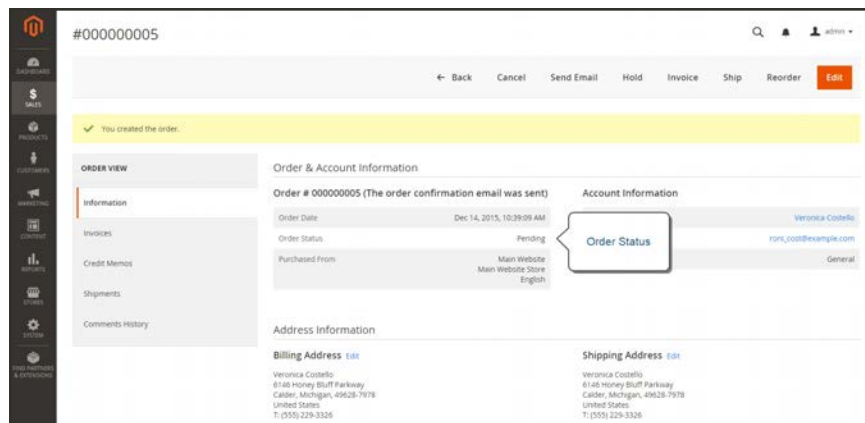 #000000005
admin
DASHBOARD
$
SALES
PRODUCTS
CUSTOMERS
MARKETING
CONTENT
REPORTS
STORES
SYSTEM
FIND PARTNERS
& EXTENSIONS
← Back Cancel Send Email Hold Invoice Ship Reorder Edit
You created the order.
ORDER VIEW
Information
Invoices
Credit Memos
Shipments
Comments History
Order & Account Information
Order # 000000005 (The order confirmation email was sent)
Order Date Dec 14, 2015, 10:39:09 AM
Order Status Pending
Purchased From Main Website
Main Website Store
English
Order Status
Account Information
Veronica Costello
roni_cost@example.com
General
Address Information
Billing Address Edit
Veronica Costello
6146 Honey Bluff Parkway
Calder, Michigan, 49628-7978
United States
T: (555) 229-3326
Shipping Address Edit
Veronica Costello
6146 Honey Bluff Parkway
Calder, Michigan, 49628-7978
United States
T: (555) 229-3326